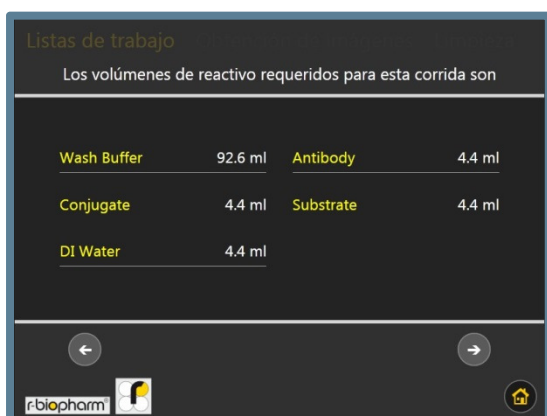 Listas de trabajo
Los volúmenes de reactivo requeridos para esta corrida son
Wash Buffer 92.6 ml Antibody 4.4 ml
Conjugate 4.4 ml Substrate 4.4 ml
DI Water 4.4 ml
r-biopharm®